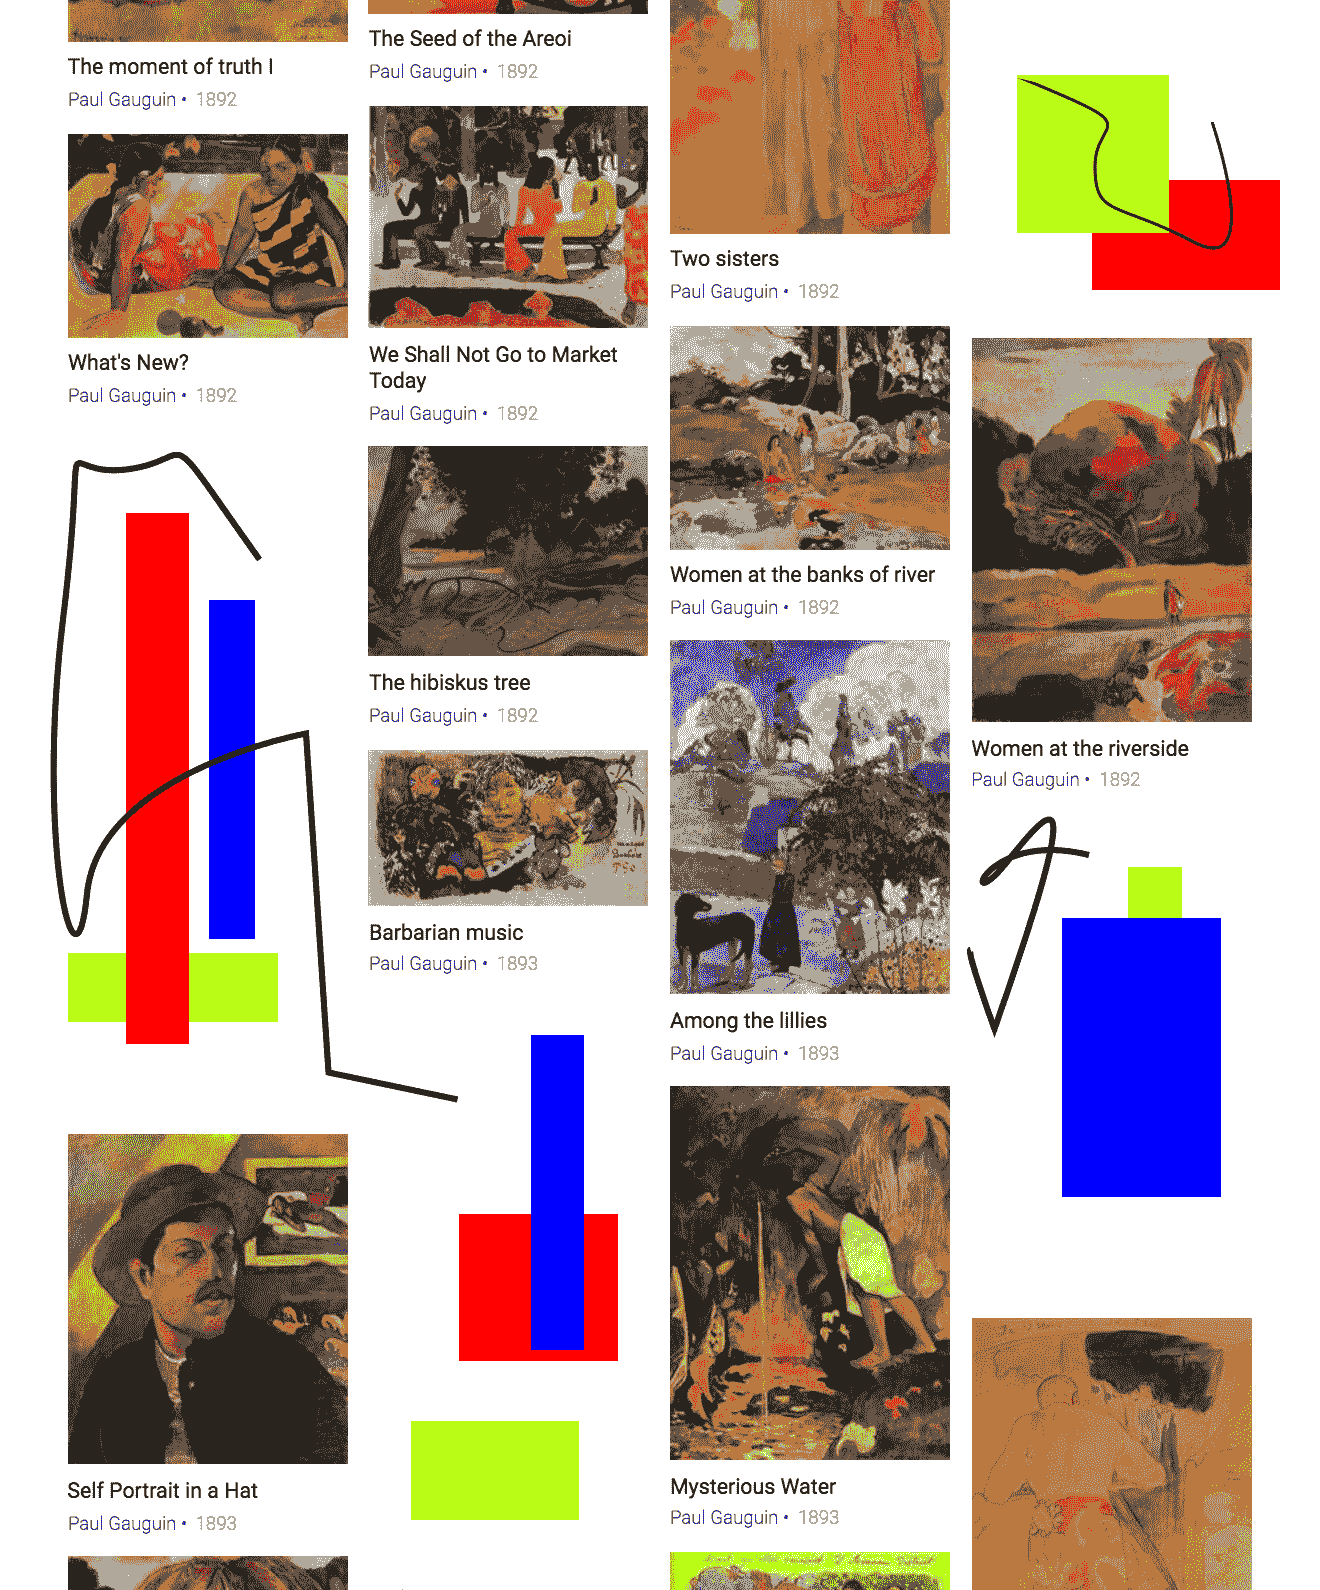 The moment of truth I
Paul Gauguin • 1892
What's New?
Paul Gauguin • 1892
Self Portrait in a Hat
Paul Gauguin • 1893
The Seed of the Areoi
Paul Gauguin • 1892
We Shall Not Go to Market
Today
Paul Gauguin • 1892
The hibiskus tree
Paul Gauguin • 1892
Barbarian music
Paul Gauguin • 1893
Two sisters
Paul Gauguin • 1892
Women at the banks of river
Paul Gauguin • 1892
Among the lillies
Paul Gauguin • 1893
Mysterious Water
Paul Gauguin • 1893
Women at the riverside
Paul Gauguin • 1892